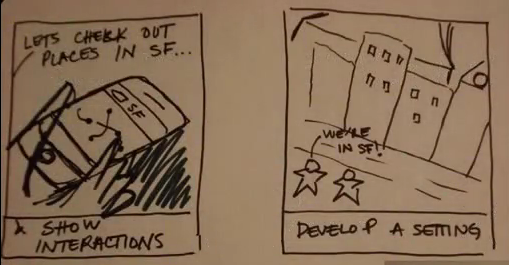 LETS CHECK OUT
PLACES IN SF...
SF
& SHOW
INTERACTIONS
WE'RE
IN SF!
DEVELOP A SETTING